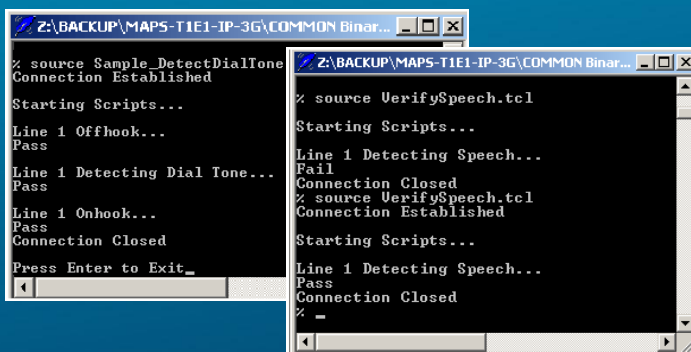 Z:\BACKUP\MAPS-T1E1-IP-3G\COMMON Binar...
% source Sample_DetectDialTone
Connection Established
Starting Scripts...
Line 1 Offhook...
Pass
Line 1 Detecting Dial Tone...
Pass
Line 1 Onhook...
Pass
Connection Closed
Press Enter to Exit_
Z:\BACKUP\MAPS-T1E1-IP-3G\COMMON Binar...
% source VerifySpeech.tcl
Starting Scripts...
Line 1 Detecting Speech...
Fail
Connection Closed
% source VerifySpeech.tcl
Connection Established
Starting Scripts...
Line 1 Detecting Speech...
Pass
Connection Closed
% _